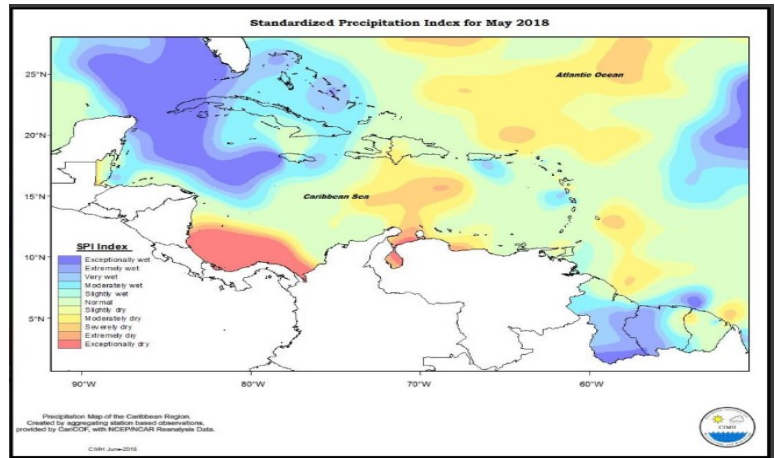 Standardized Precipitation Index for May 2018
25°N
Atlantic Ocean
20°N
15°N
Caribbean Sea
SPI Index
Exceptionally wet
Extremely wet
Very wet
Moderately wet
Slightly wet
Normal
Slightly dry
Moderately dry
Severely dry
Extremely dry
Exceptionally dry
10°N
5°N
90°W
80°W
70°W
60°W
Precipitation Map of the Caribbean Region.
Created by aggregating station based observations,
provided by CariCOF, with NCEP/NCAR Reanalysis Data.
CIMH June-2018
CIMH